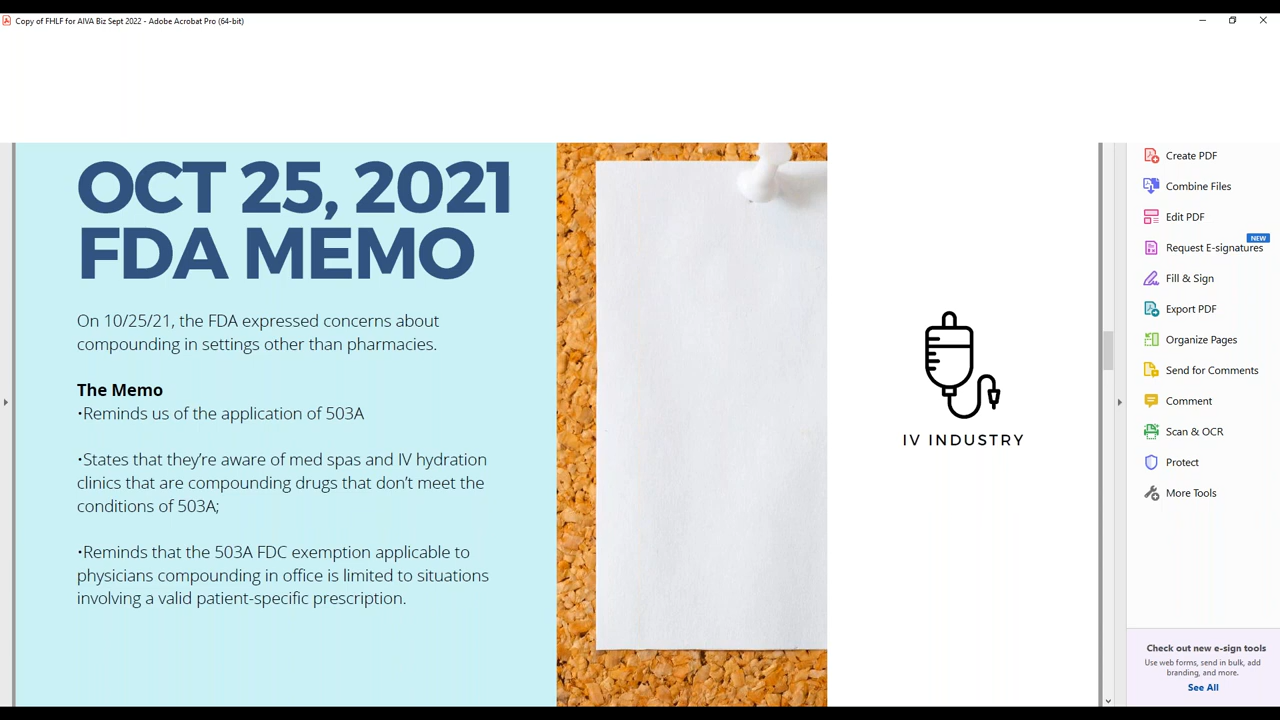 Copy of FHLF for AIVA Biz Sept 2022 - Adobe Acrobat Pro (64-bit)
OCT 25, 2021
FDA MEMO
On 10/25/21, the FDA expressed concerns about
compounding in settings other than pharmacies.
The Memo
•Reminds us of the application of 503A
•States that they’re aware of med spas and IV hydration
clinics that are compounding drugs that don’t meet the
conditions of 503A;
•Reminds that the 503A FDC exemption applicable to
physicians compounding in office is limited to situations
involving a valid patient-specific prescription.
IV INDUSTRY
Create PDF
Combine Files
Edit PDF
NEW
Request E-signatures
Fill & Sign
Export PDF
Organize Pages
Send for Comments
Comment
Scan & OCR
Protect
More Tools
Check out new e-sign tools
Use web forms, send in bulk, add
branding, and more.
See All